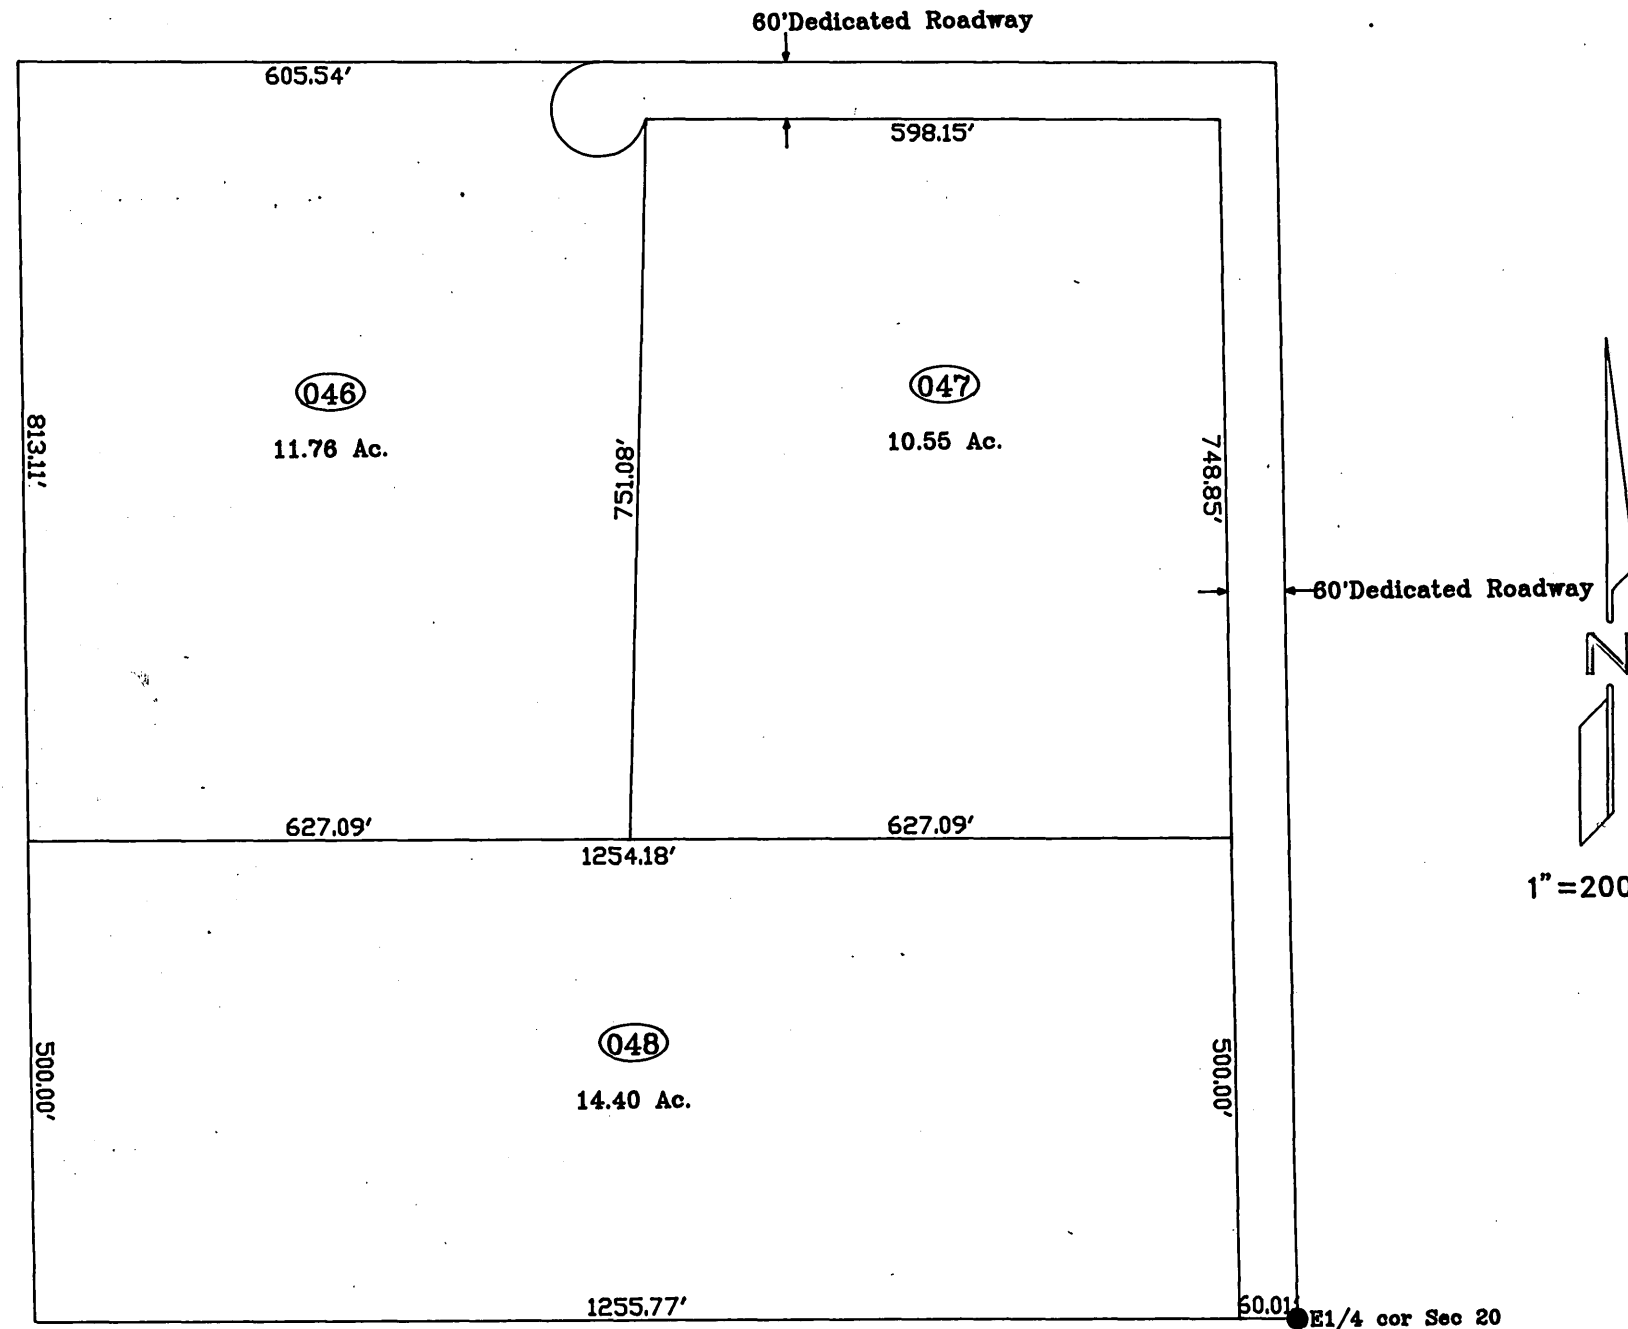 60'Dedicated Roadway
605.54'
598.15'
046
11.76 Ac.
047
10.55 Ac.
813.11'
751.08'
748.85'
60'Dedicated Roadway
N
627.09'
627.09'
1254.18'
1"=200
048
14.40 Ac.
500.00'
500.00'
1255.77'
60.01'
E1/4 cor Sec 20